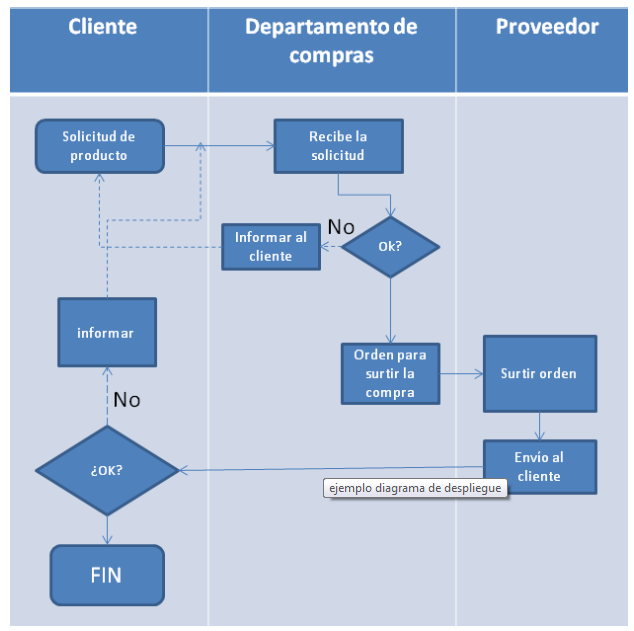 Cliente
Departamento de
compras
Proveedor
Solicitud de
producto
Recibe la
solicitud
Informar al
cliente
No
Ok?
informar
Orden para
surtir la
compra
Surtir orden
No
¿OK?
Envío al
cliente
ejemplo diagrama de despliegue
FIN